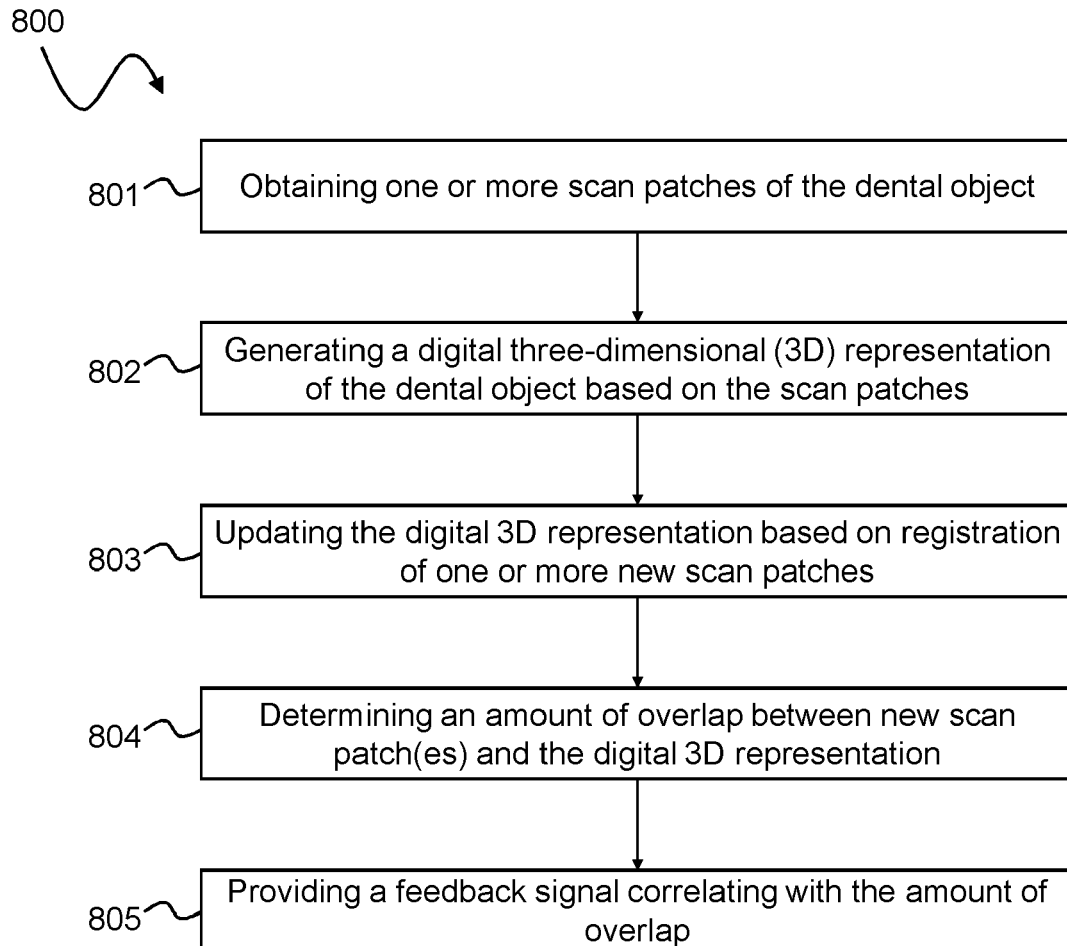 800
801
Obtaining one or more scan patches of the dental object
802
Generating a digital three-dimensional (3D) representation
of the dental object based on the scan patches
803
Updating the digital 3D representation based on registration
of one or more new scan patches
804
Determining an amount of overlap between new scan
patch(es) and the digital 3D representation
805
Providing a feedback signal correlating with the amount of
overlap